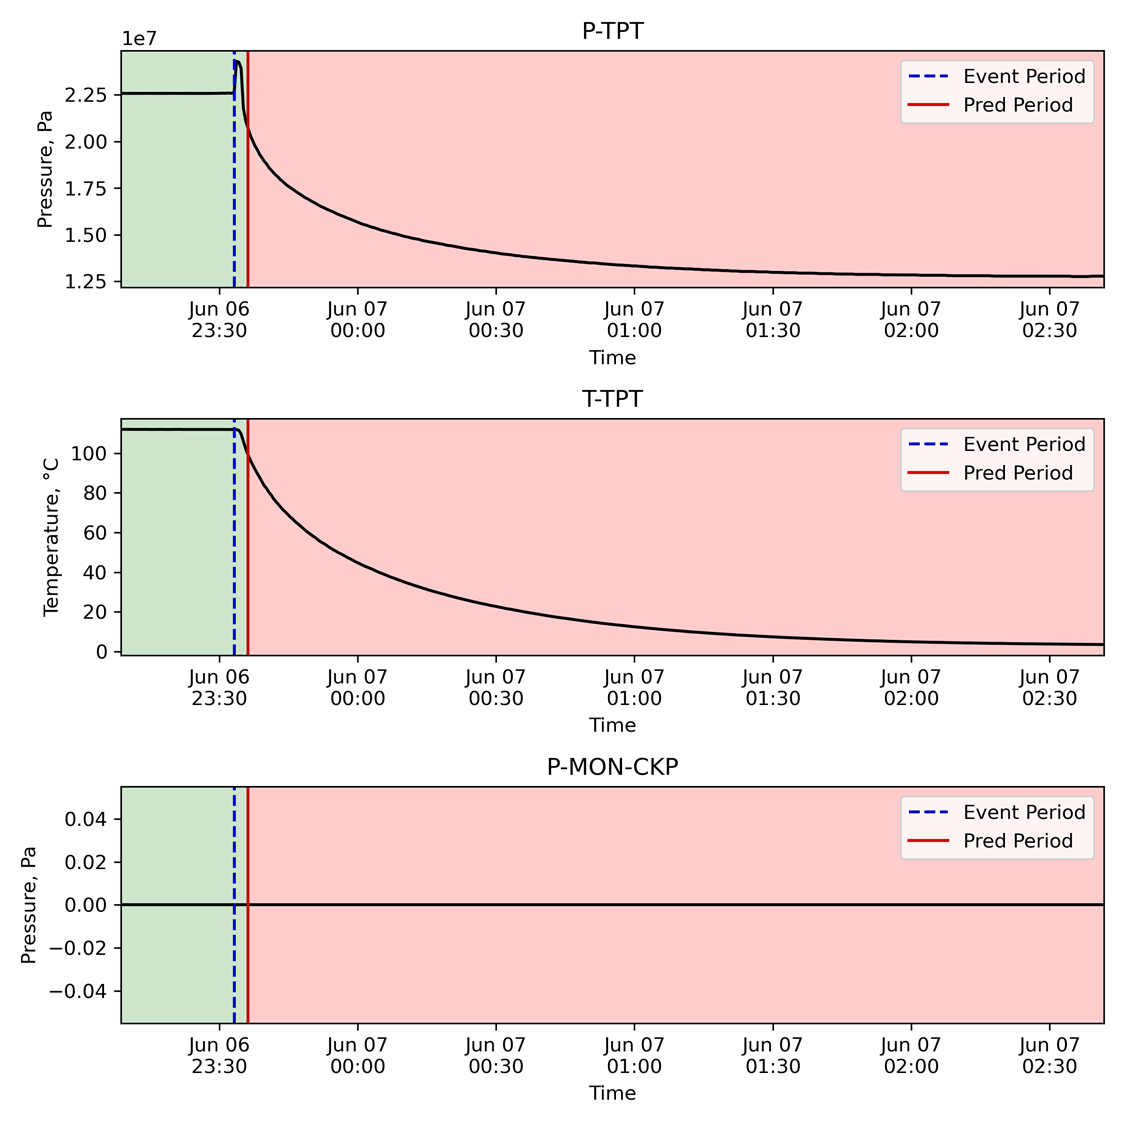 P-TPT
1e7
Event Period
Pred Period
2.25
2.00
1.75
1.50
1.25
Pressure, Pa
Jun 06
23:30
Jun 07
00:00
Jun 07
00:30
Jun 07
01:00
Jun 07
01:30
Jun 07
02:00
Jun 07
02:30
Time
T-TPT
Event Period
Pred Period
100
80
60
40
20
0
Temperature, °C
Jun 06
23:30
Jun 07
00:00
Jun 07
00:30
Jun 07
01:00
Jun 07
01:30
Jun 07
02:00
Jun 07
02:30
Time
P-MON-CKP
Event Period
Pred Period
0.04
0.02
0.00
−0.02
−0.04
Pressure, Pa
Jun 06
23:30
Jun 07
00:00
Jun 07
00:30
Jun 07
01:00
Jun 07
01:30
Jun 07
02:00
Jun 07
02:30
Time